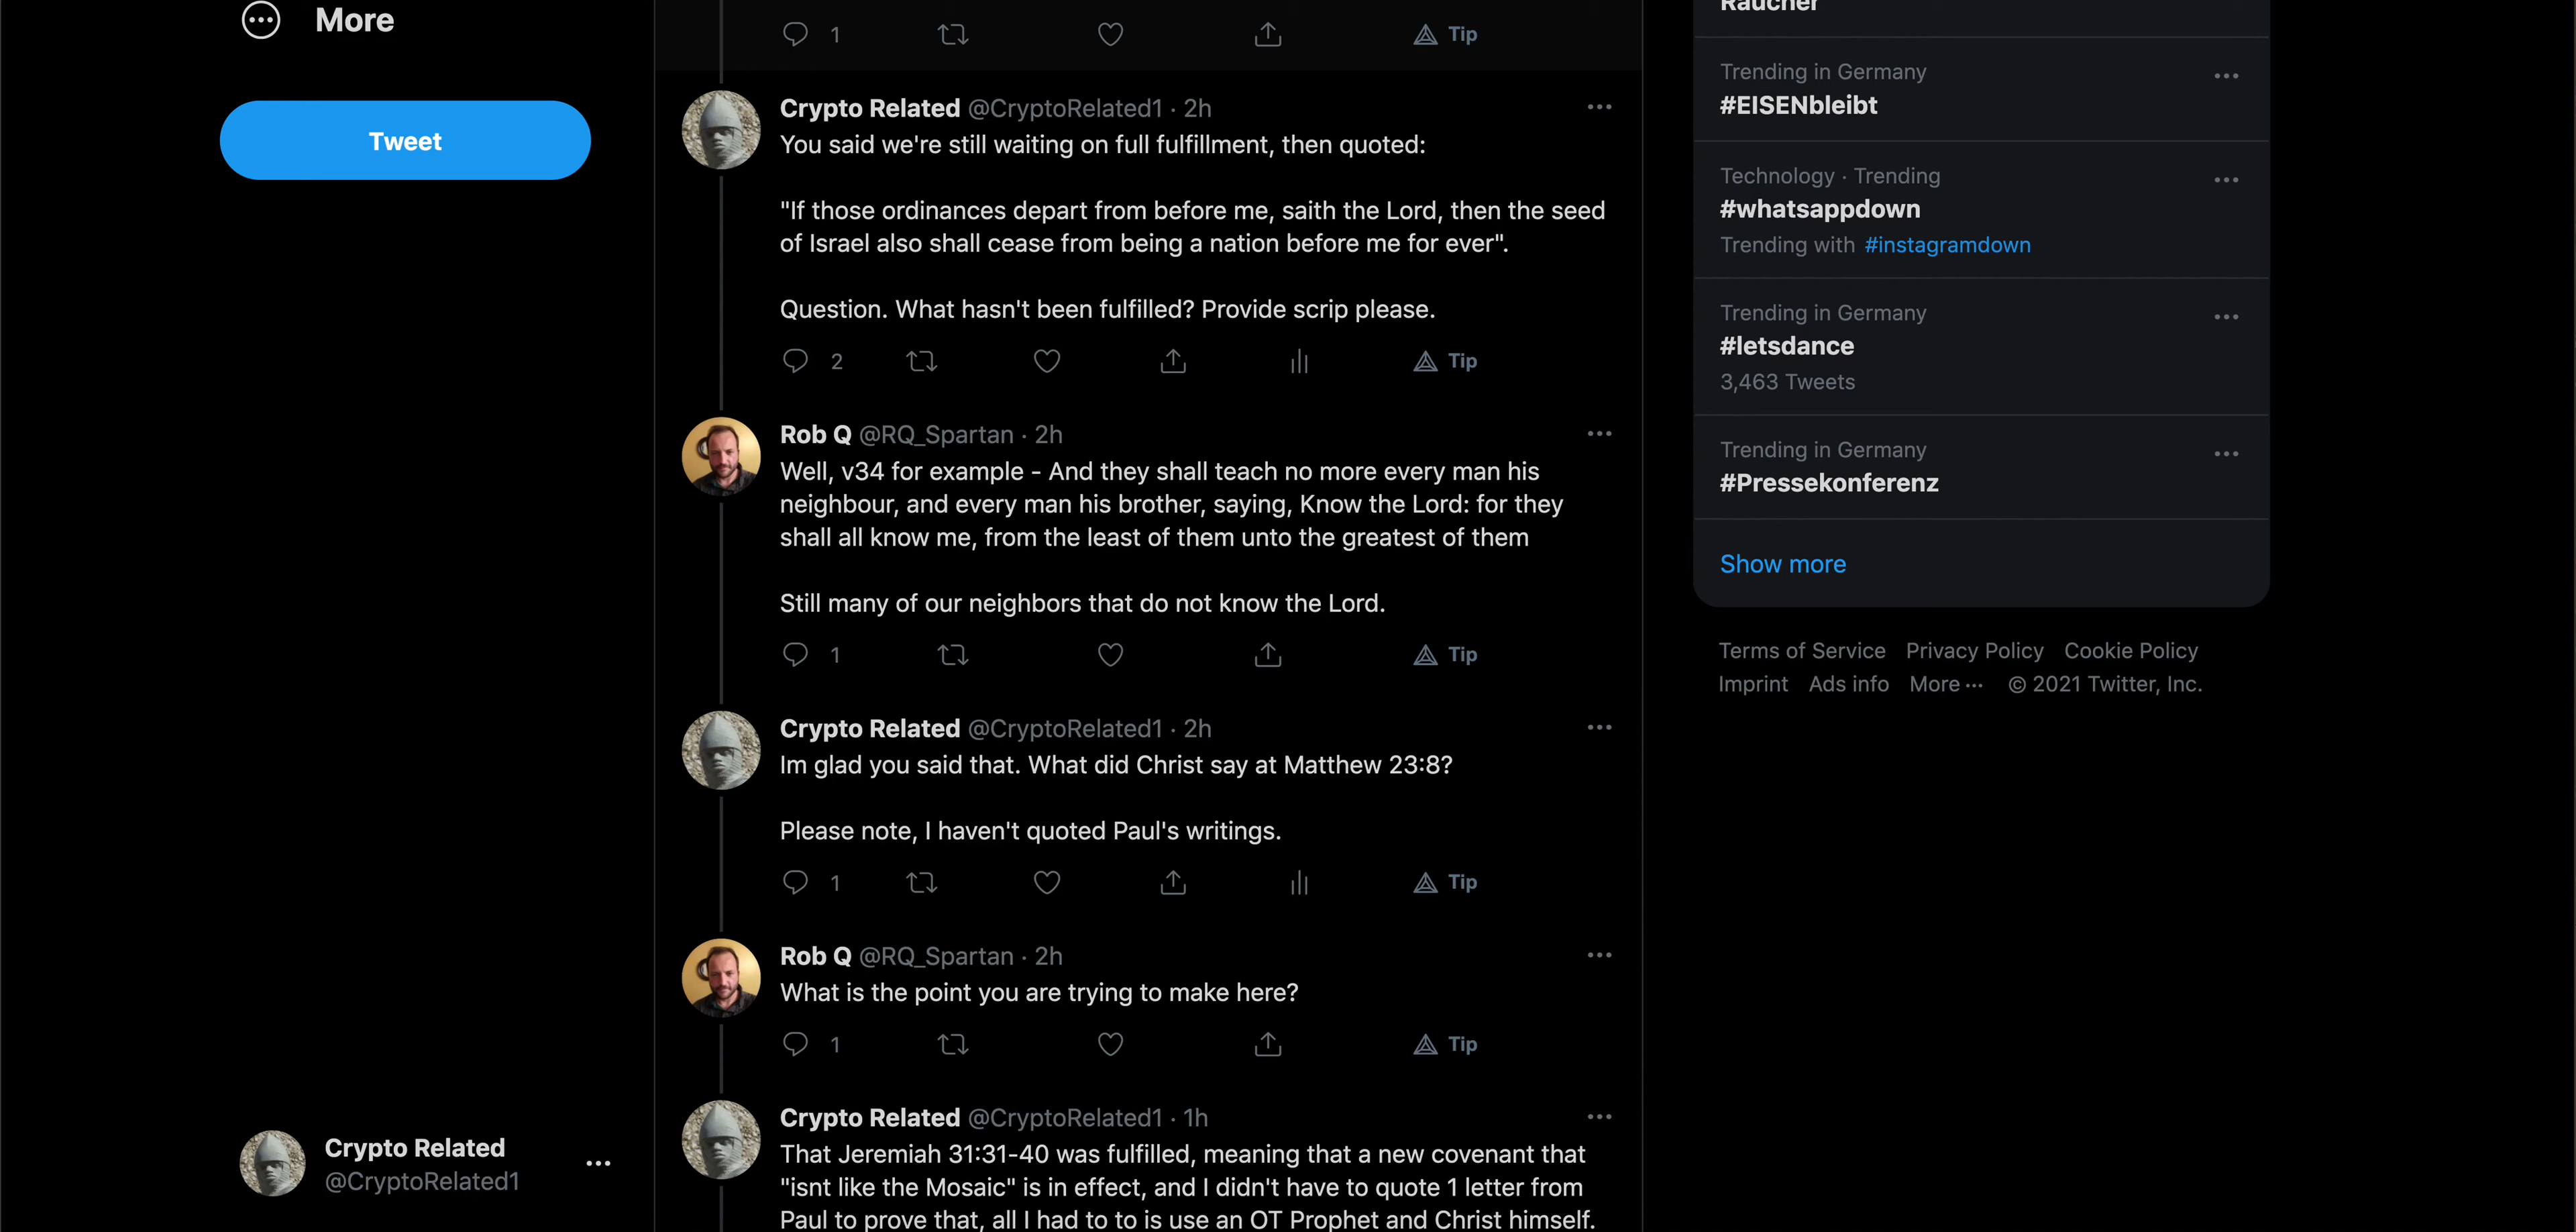 More
Tweet
Crypto Related
@CryptoRelated1
1
Tip
Crypto Related @CryptoRelated1 · 2h
You said we're still waiting on full fulfillment, then quoted:
"If those ordinances depart from before me, saith the Lord, then the seed
of Israel also shall cease from being a nation before me for ever".
Question. What hasn't been fulfilled? Provide scrip please.
2
Tip
Rob Q @RQ_Spartan · 2h
Well, v34 for example - And they shall teach no more every man his
neighbour, and every man his brother, saying, Know the Lord: for they
shall all know me, from the least of them unto the greatest of them
Still many of our neighbors that do not know the Lord.
1
Tip
Crypto Related @CryptoRelated1 · 2h
Im glad you said that. What did Christ say at Matthew 23:8?
Please note, I haven't quoted Paul's writings.
1
Tip
Rob Q @RQ_Spartan · 2h
What is the point you are trying to make here?
1
Tip
Crypto Related @CryptoRelated1 · 1h
That Jeremiah 31:31-40 was fulfilled, meaning that a new covenant that
"isnt like the Mosaic" is in effect, and I didn't have to quote 1 letter from
Paul to prove that, all I had to to is use an OT Prophet and Christ himself.
Raucher
Trending in Germany
#EISENbleibt
Technology · Trending
#whatsappdown
Trending with #instagramdown
Trending in Germany
#letsdance
3,463 Tweets
Trending in Germany
#Pressekonferenz
Show more
Terms of Service Privacy Policy Cookie Policy
Imprint Ads info More ··· © 2021 Twitter, Inc.